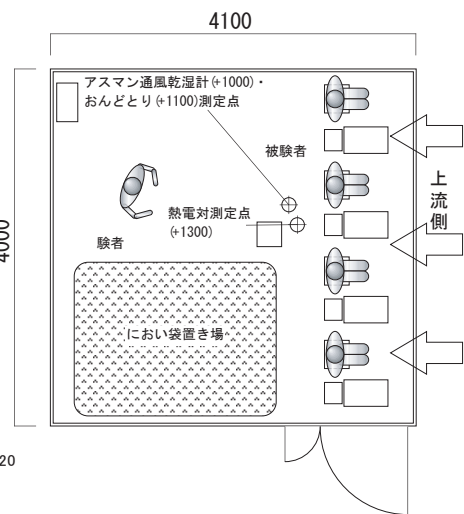 4100
アスマン通風乾湿計(+1000)・
おんどとり(+1100)測定点
被験者
上流側
熱電対測定点
(+1300)
験者
4000
におい袋置き場
20